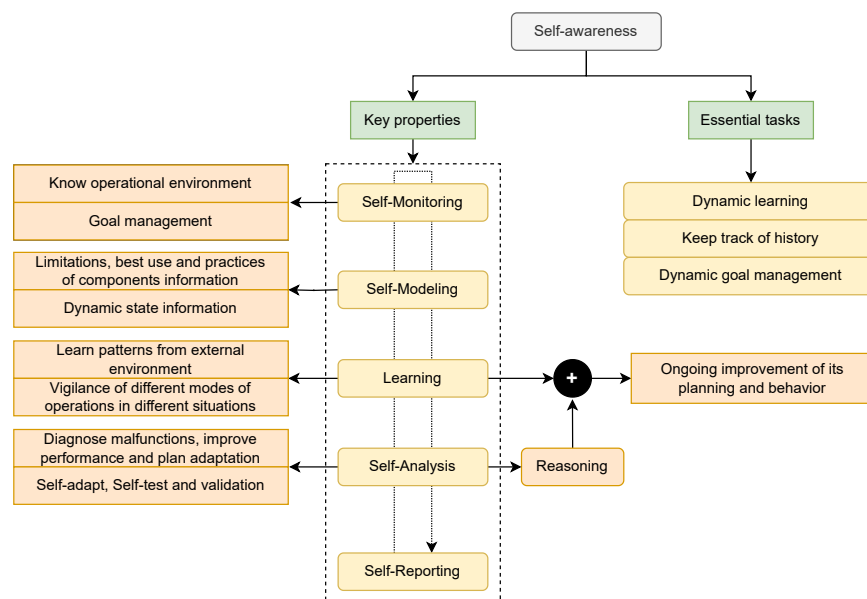 Self-awareness
Key properties
Essential tasks
Know operational environment
Goal management
Self-Monitoring
Dynamic learning
Keep track of history
Dynamic goal management
Limitations, best use and practices
of components information
Dynamic state information
Self-Modeling
Learn patterns from external
environment
Vigilance of different modes of
operations in different situations
Learning
+
Ongoing improvement of its
planning and behavior
Diagnose malfunctions, improve
performance and plan adaptation
Self-adapt, Self-test and validation
Self-Analysis
Reasoning
Self-Reporting